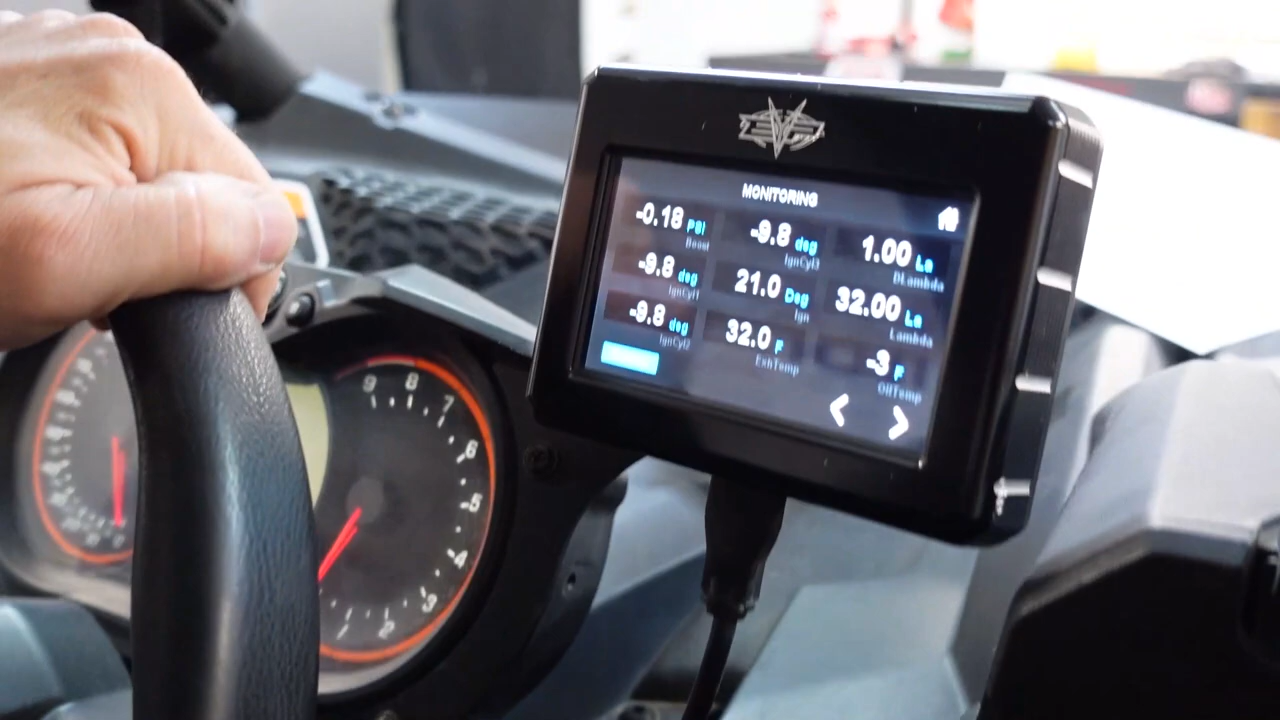 MONITORING
-0.18 PSI
Boost
-9.8 deg
IgnCyl3
1.00 La
DLambda
-9.8 deg
IgnCyl1
21.0 Deg
Ign
32.00 La
Lambda
-9.8 deg
IgnCyl2
32.0 F
ExhTemp
-3 F
OilTemp
9
8
7
6
5
4
3
2
1